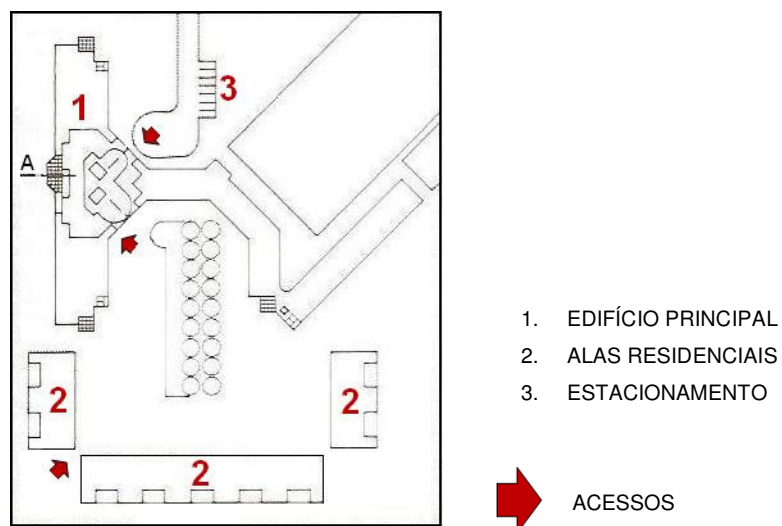 3
1
A
2
2
2
1. EDIFÍCIO PRINCIPAL
2. ALAS RESIDENCIAIS
3. ESTACIONAMENTO
ACESSOS